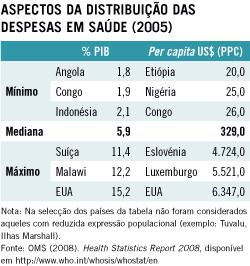 ASPECTOS DA DISTRIBUIÇÃO DAS
DESPESAS EM SAÚDE (2005)
% PIB Per capita US$ (PPC)
Angola 1,8 Etiópia 20,0
Mínimo Congo 1,9 Nigéria 25,0
Indonésia 2,1 Congo 26,0
Mediana 5,9 329,0
Suíça 11,4 Eslovénia 4.724,0
Máximo Malawi 12,2 Luxemburgo 5.521,0
EUA 15,2 EUA 6.347,0
Nota: Na selecção dos países da tabela não foram considerados
aqueles com reduzida expressão populacional (exemplo: Tuvalu,
Ilhas Marshall).
Fonte: OMS (2008). Health Statistics Report 2008, disponível
em http://www.who.int/whosis/whostat/en